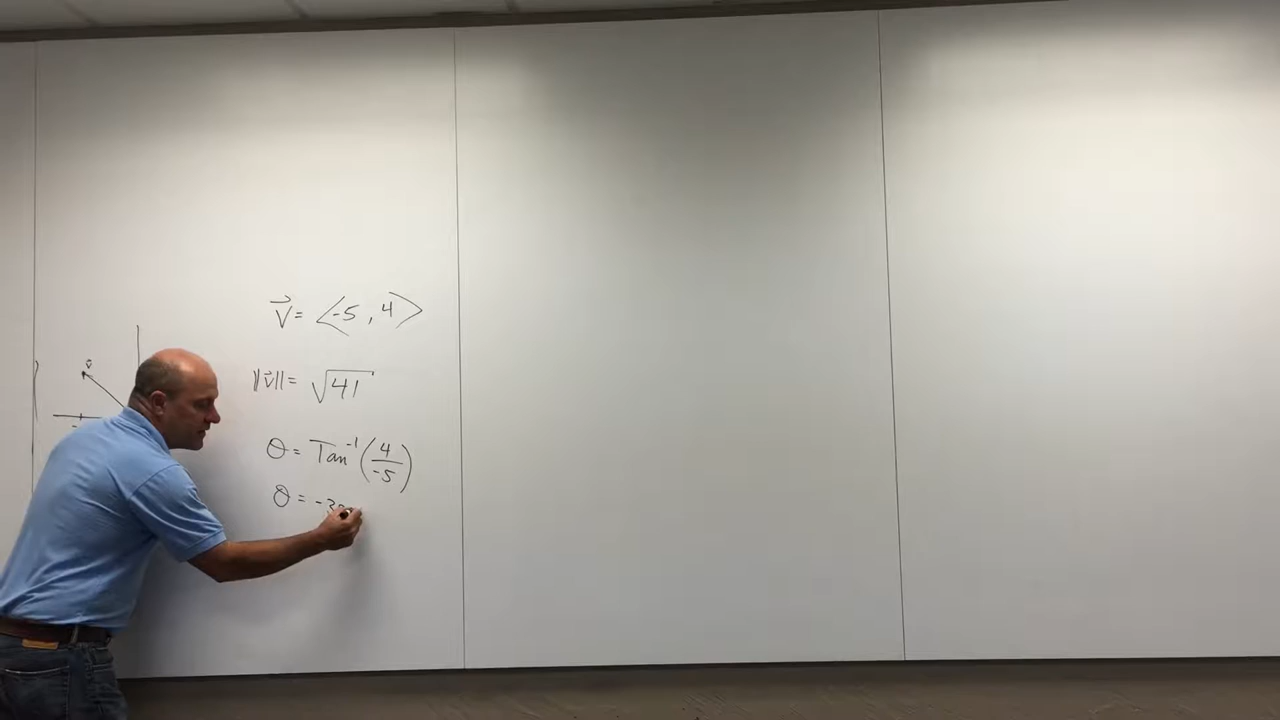 v⃗ = ⟨-5, 4⟩
v⃗
‖v⃗‖ = √41
θ = Tan⁻¹(4/-5)
θ = -3